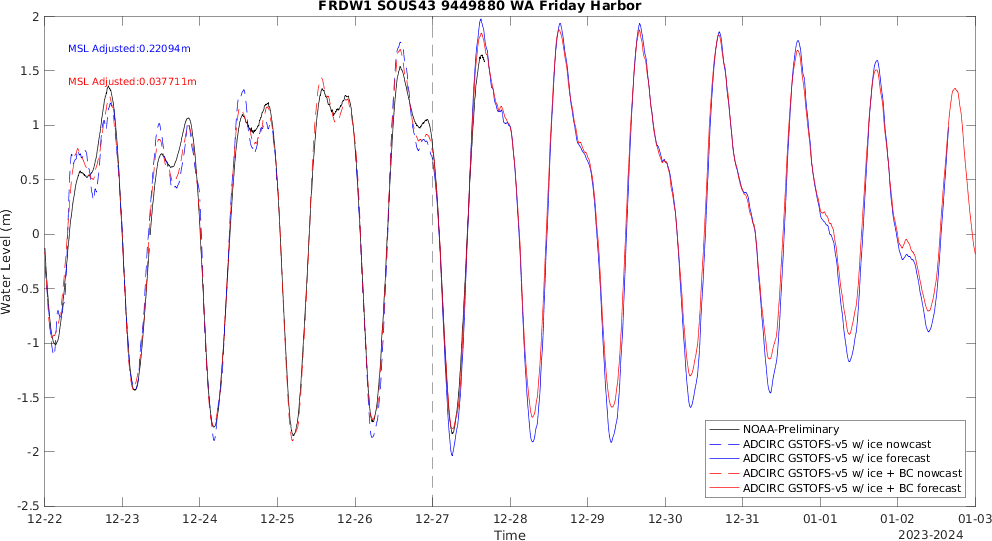 FRDW1 SOUS43 9449880 WA Friday Harbor
MSL Adjusted:0.22094m
MSL Adjusted:0.037711m
Water Level (m)
2
1.5
1
0.5
0
-0.5
-1
-1.5
-2
-2.5
NOAA-Preliminary
ADCIRC GSTOFS-v5 w/ ice nowcast
ADCIRC GSTOFS-v5 w/ ice forecast
ADCIRC GSTOFS-v5 w/ ice + BC nowcast
ADCIRC GSTOFS-v5 w/ ice + BC forecast
12-22 12-23 12-24 12-25 12-26 12-27 12-28 12-29 12-30 12-31 01-01 01-02 01-03
Time
2023-2024